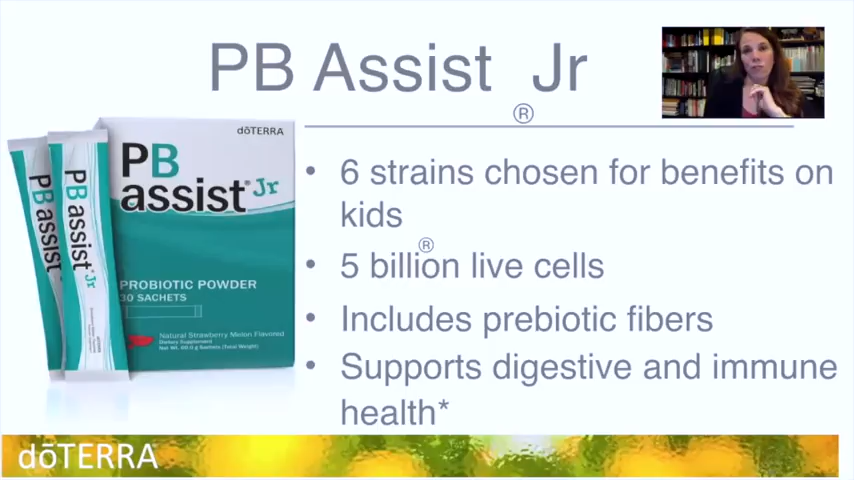 PB Assist ® Jr
dōTERRA
PB
assist® Jr
PROBIOTIC POWDER
30 SACHETS
Natural Strawberry Melon Flavored
Dietary Supplement
PB assist
PB assist Jr
• 6 strains chosen for benefits on
kids
®
• 5 billion live cells
• Includes prebiotic fibers
• Supports digestive and immune
health*
dōTERRA